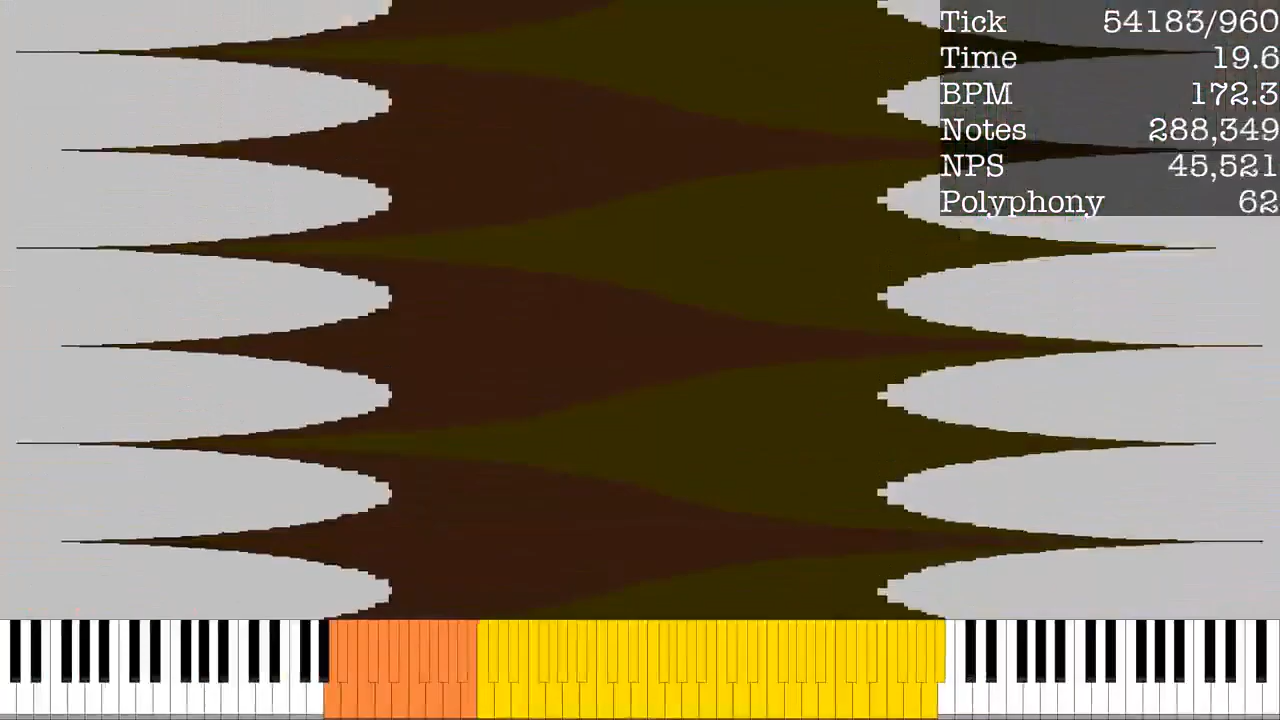 Tick 54183/960
Time 19.6
BPM 172.3
Notes 288,349
NPS 45,521
Polyphony 62